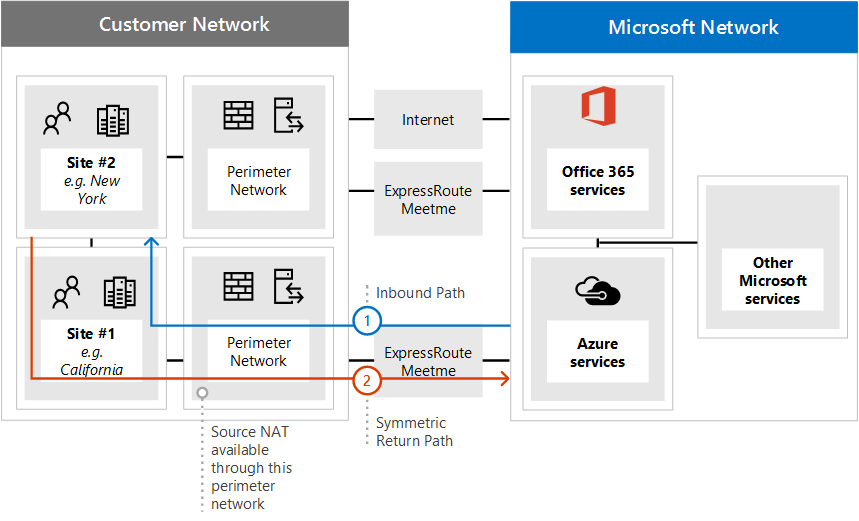 Customer Network
Microsoft Network
Site #2
e.g. New
York
Perimeter
Network
Internet
ExpressRoute
Meetme
Office 365
services
Other
Microsoft
services
Inbound Path
1
Site #1
e.g.
California
Perimeter
Network
ExpressRoute
Meetme
Azure
services
2
Symmetric
Return Path
Source NAT
available
through this
perimeter
network